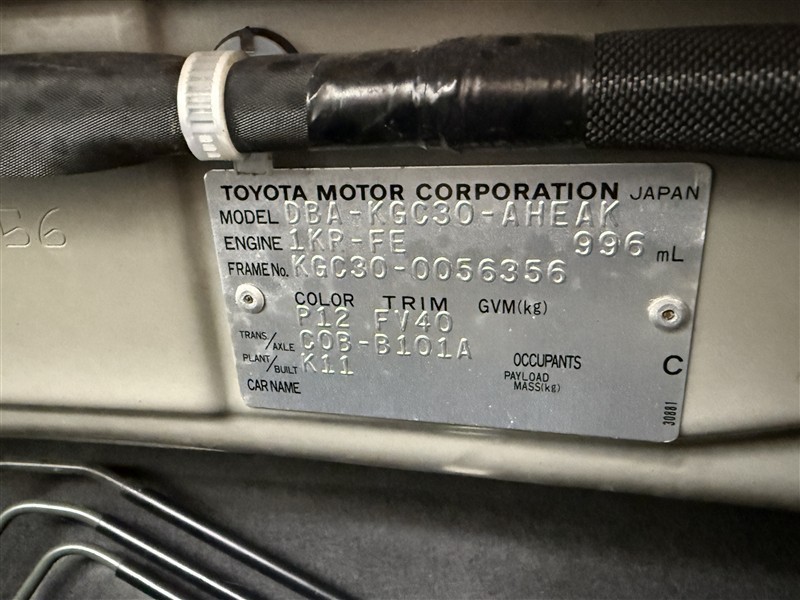 56
TOYOTA MOTOR CORPORATION JAPAN
MODEL DBA-KGC30-AHEAK
ENGINE 1KR-FE 996 mL
FRAME No. KGC30-0056356
COLOR TRIM GVM(kg)
P12 FV40
TRANS./AXLE C0B-B101A
PLANT/BUILT K11
OCCUPANTS C
PAYLOAD MASS(kg)
CAR NAME
30881